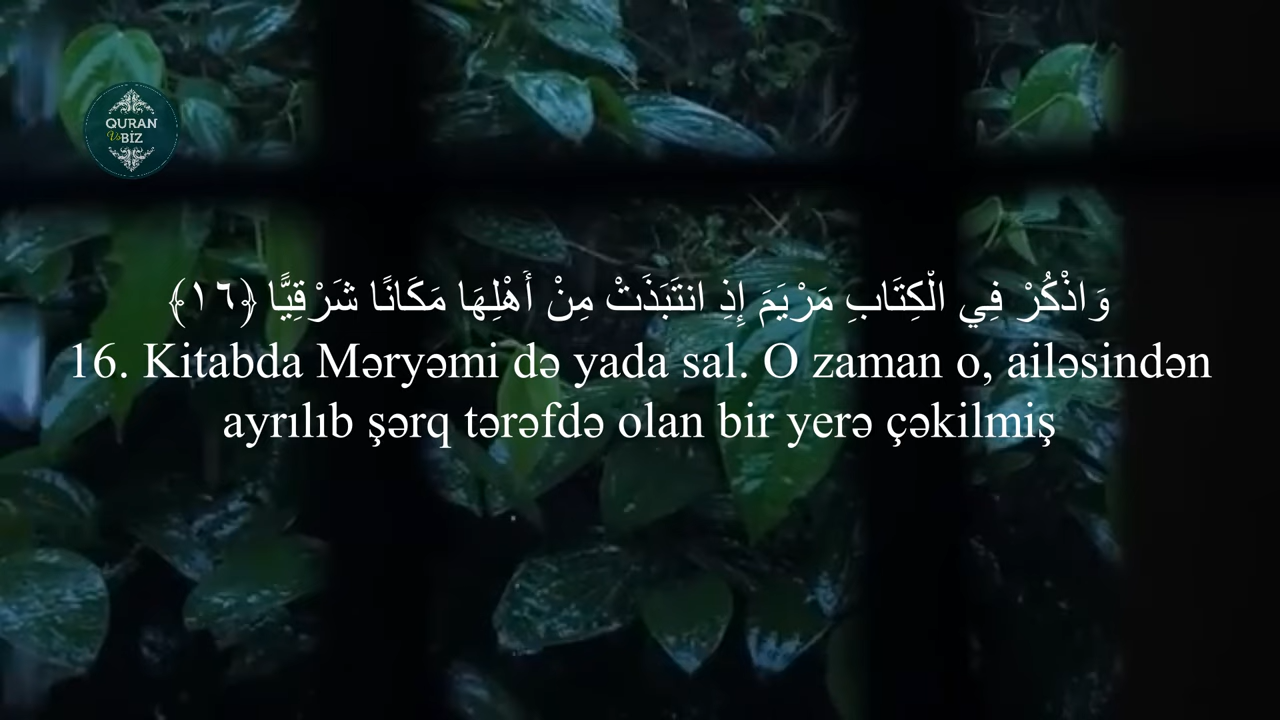 QURAN
Və BİZ
وَاذْكُرْ فِي الْكِتَابِ مَرْيَمَ إِذِ انتَبَذَتْ مِنْ أَهْلِهَا مَكَانًا شَرْقِيًّا ﴿١٦﴾
16. Kitabda Məryəmi də yada sal. O zaman o, ailəsindən
ayrılıb şərq tərəfdə olan bir yerə çəkilmiş